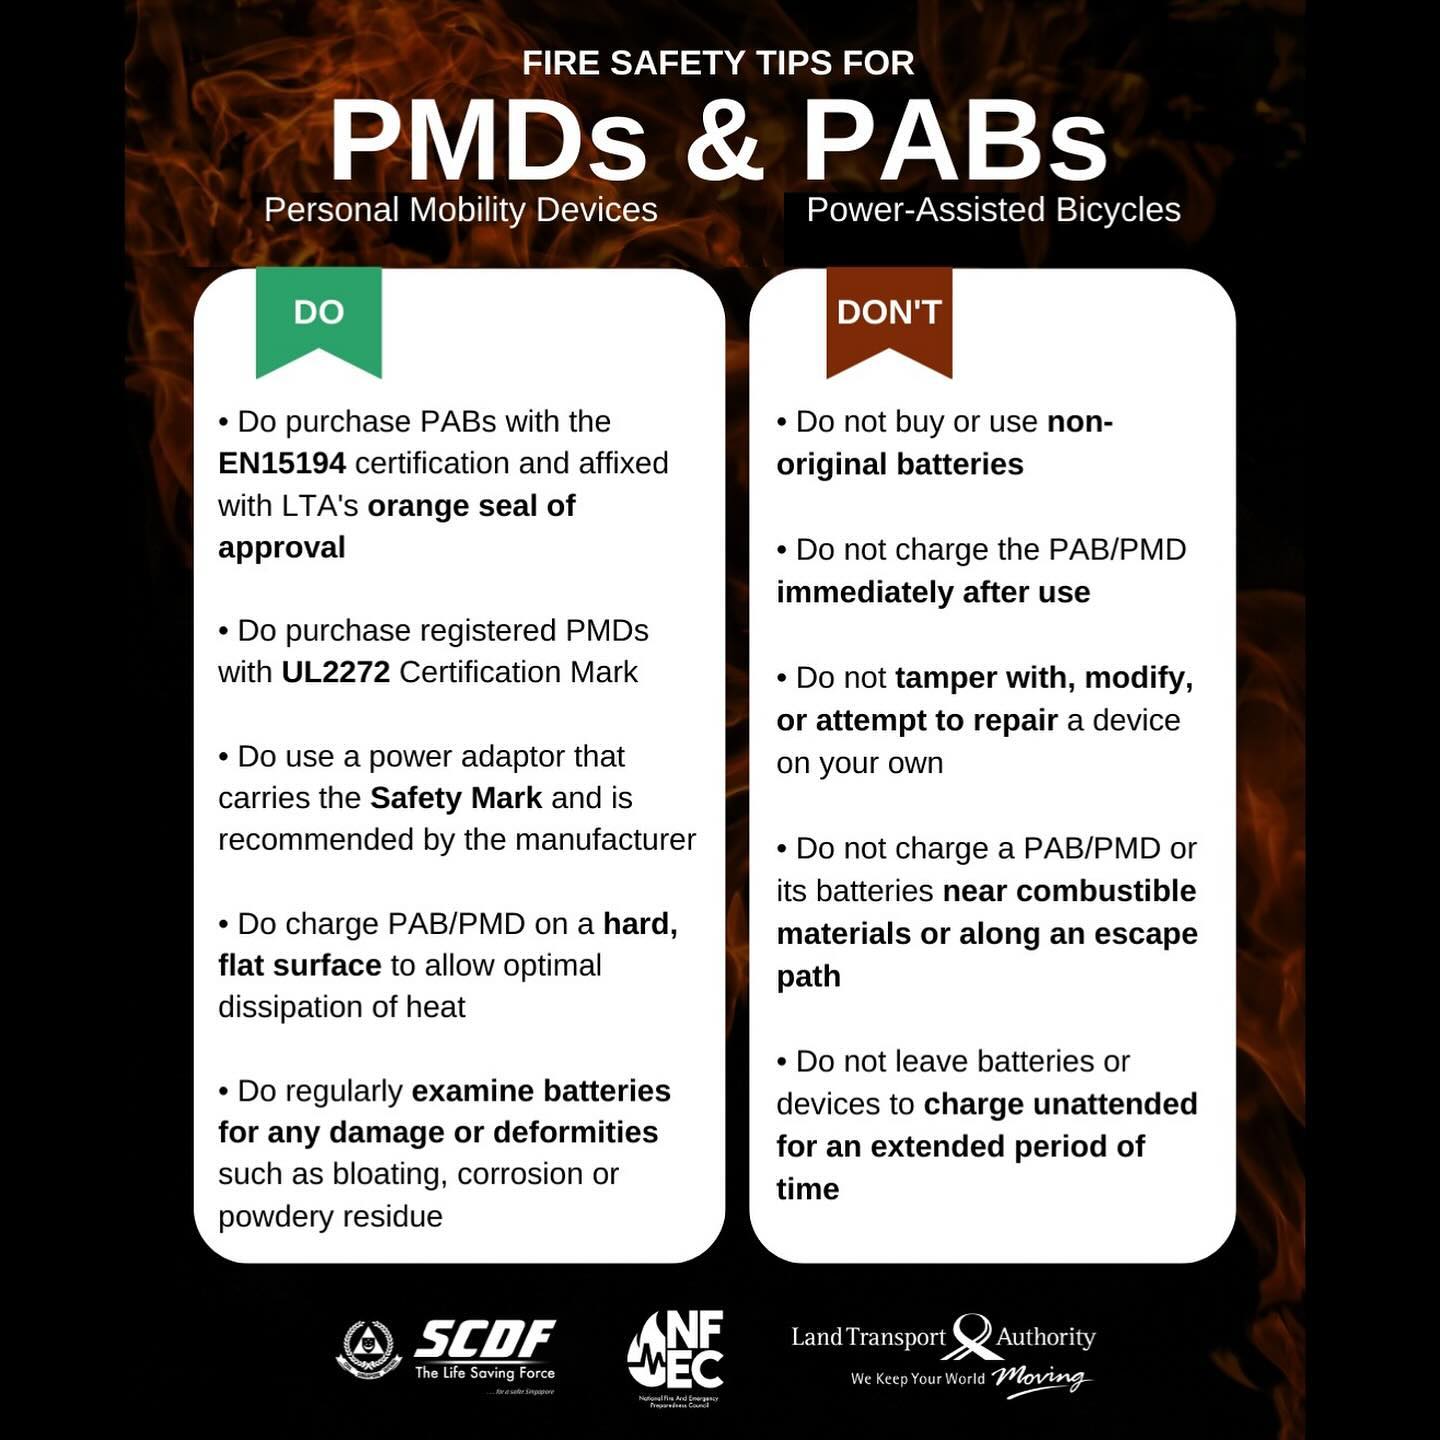 FIRE SAFETY TIPS FOR
PMDs & PABs
Personal Mobility Devices
Power-Assisted Bicycles
DO
• Do purchase PABs with the
EN15194 certification and affixed
with LTA's orange seal of
approval
• Do purchase registered PMDs
with UL2272 Certification Mark
• Do use a power adaptor that
carries the Safety Mark and is
recommended by the manufacturer
• Do charge PAB/PMD on a hard,
flat surface to allow optimal
dissipation of heat
• Do regularly examine batteries
for any damage or deformities
such as bloating, corrosion or
powdery residue
DON'T
• Do not buy or use non-
original batteries
• Do not charge the PAB/PMD
immediately after use
• Do not tamper with, modify,
or attempt to repair a device
on your own
• Do not charge a PAB/PMD or
its batteries near combustible
materials or along an escape
path
• Do not leave batteries or
devices to charge unattended
for an extended period of
time
SCDF
The Life Saving Force
...for a safer Singapore
NF
EC
National Fire And Emergency
Preparedness Council
Land Transport Authority
We Keep Your World Moving